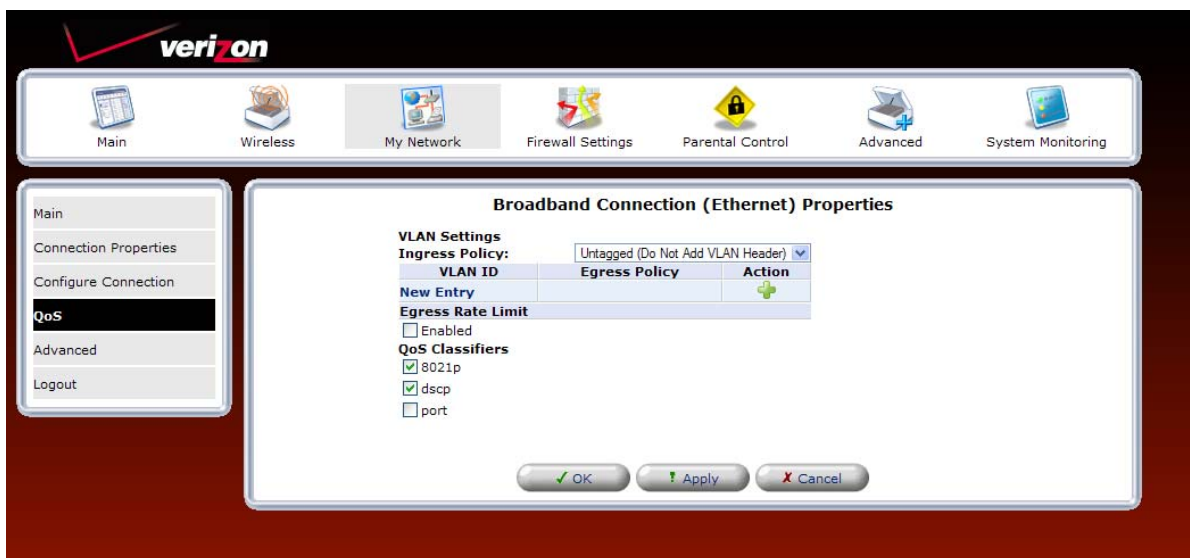 verizon
Main Wireless My Network Firewall Settings Parental Control Advanced System Monitoring
Main
Connection Properties
Configure Connection
QoS
Advanced
Logout
Broadband Connection (Ethernet) Properties
VLAN Settings
Ingress Policy: Untagged (Do Not Add VLAN Header)
VLAN ID Egress Policy Action
New Entry
Egress Rate Limit
Enabled
QoS Classifiers
8021p
dscp
port
OK Apply Cancel